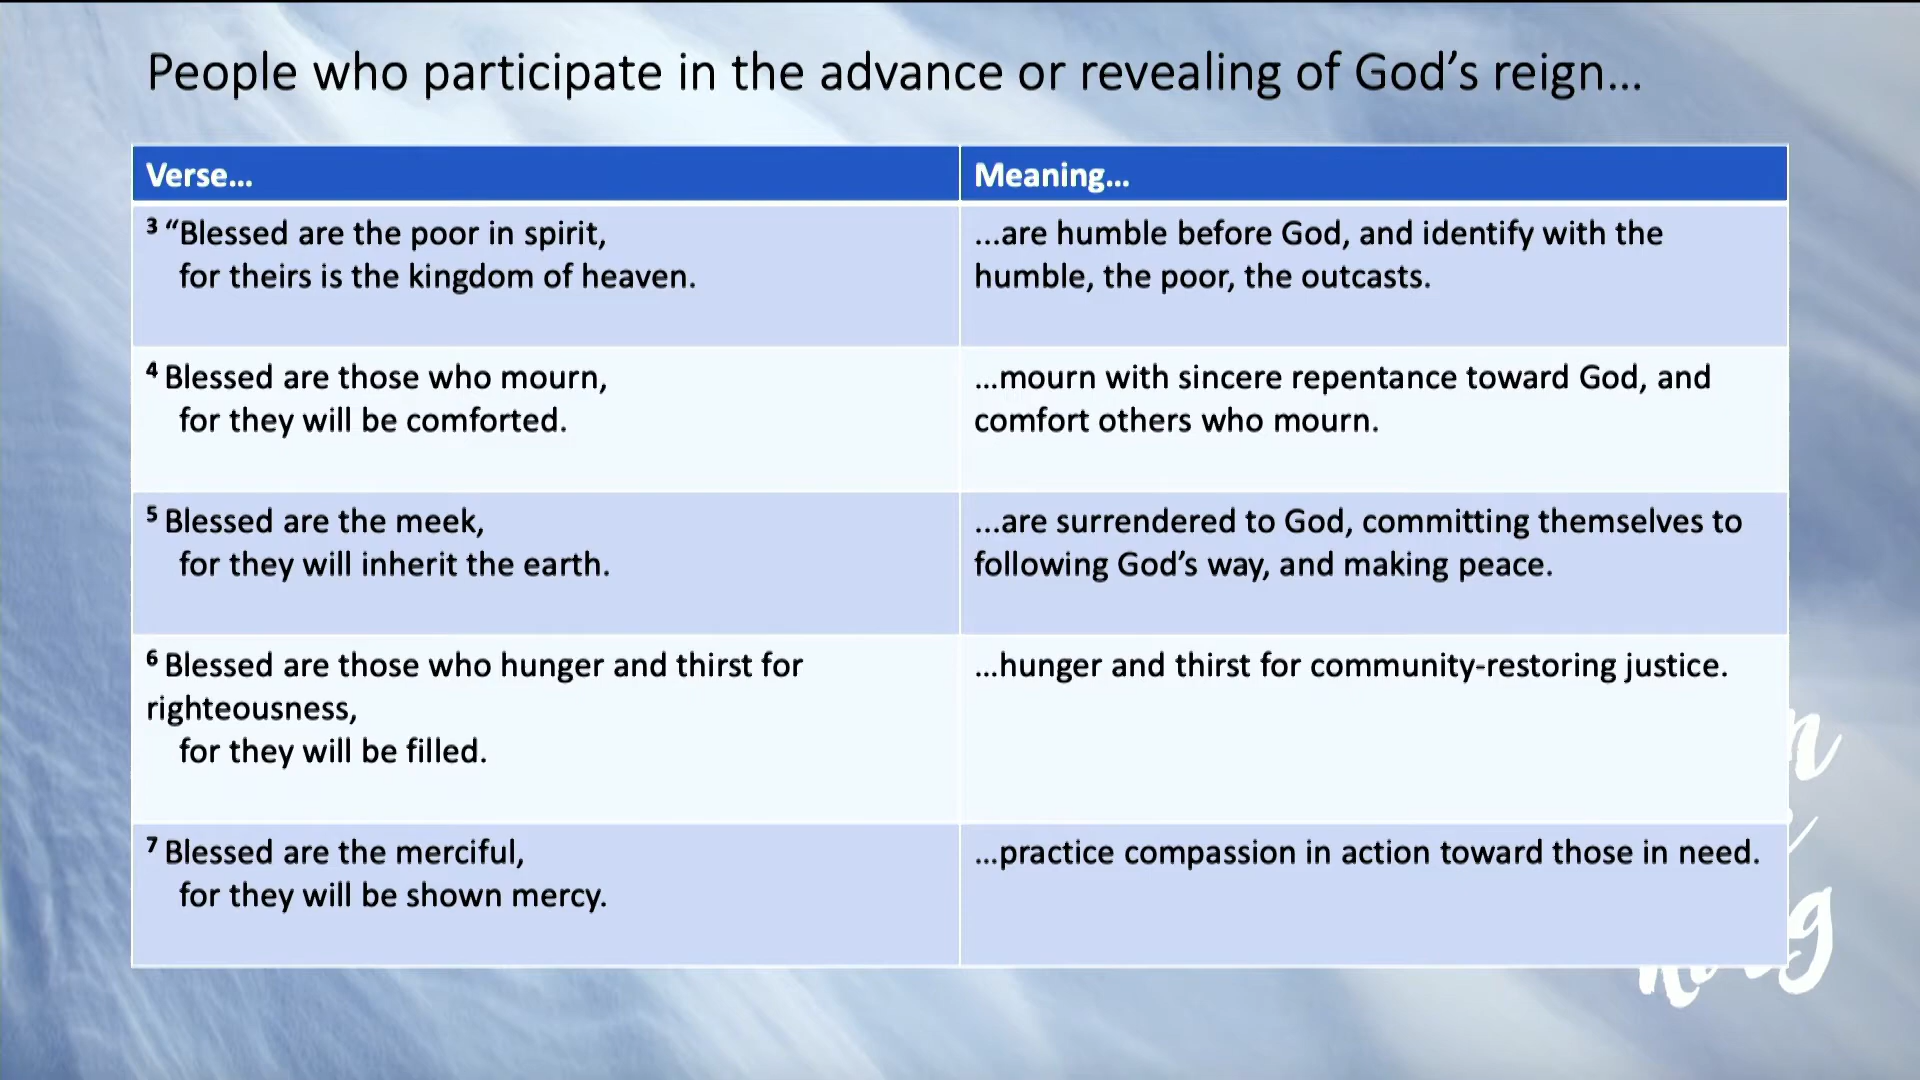 People who participate in the advance or revealing of God’s reign...
Verse...
Meaning...
3 “Blessed are the poor in spirit,
for theirs is the kingdom of heaven.
...are humble before God, and identify with the
humble, the poor, the outcasts.
4 Blessed are those who mourn,
for they will be comforted.
...mourn with sincere repentance toward God, and
comfort others who mourn.
5 Blessed are the meek,
for they will inherit the earth.
...are surrendered to God, committing themselves to
following God’s way, and making peace.
6 Blessed are those who hunger and thirst for
righteousness,
for they will be filled.
...hunger and thirst for community-restoring justice.
7 Blessed are the merciful,
for they will be shown mercy.
...practice compassion in action toward those in need.